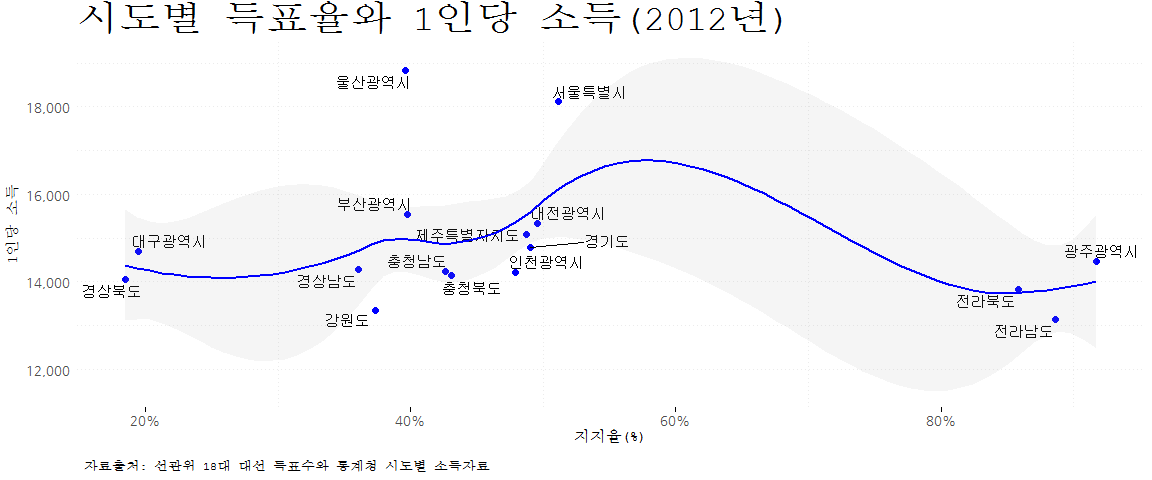 시도별 득표율와 1인당 소득(2012년)
울산광역시
서울특별시
18,000
16,000
부산광역시
대전광역시
제주특별자치도
대구광역시
경기도
광주광역시
충청남도
인천광역시
14,000
경상북도
경상남도
충청북도
전라북도
강원도
전라남도
12,000
1인당 소득
20%
40%
60%
80%
지지율(%)
자료출처: 선관위 18대 대선 득표수와 통계청 시도별 소득자료